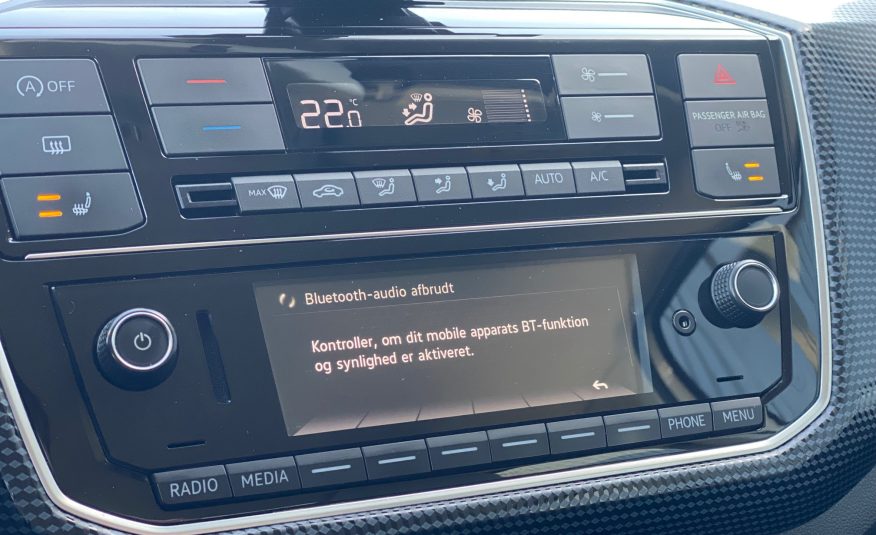 A OFF
22.0 °C
PASSENGER AIR BAG
OFF
MAX
AUTO
A/C
Bluetooth-audio afbrudt
Kontroller, om dit mobile apparats BT-funktion
og synlighed er aktiveret.
RADIO
MEDIA
PHONE
MENU